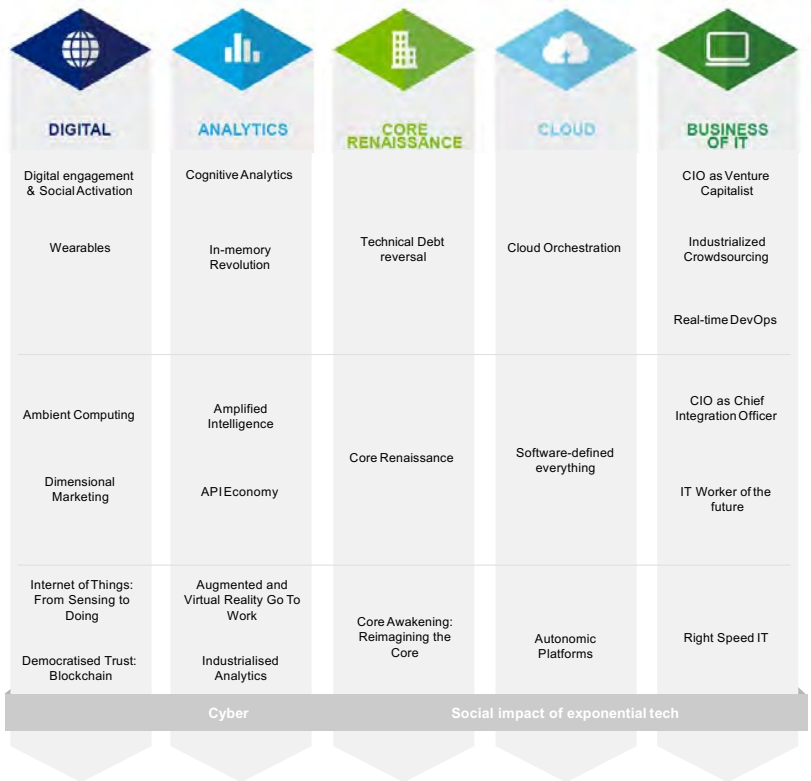 DIGITAL
ANALYTICS
CORE
RENAISSANCE
CLOUD
BUSINESS
OF IT
Digital engagement
& Social Activation
Cognitive Analytics
CIO as Venture
Capitalist
Wearables
In-memory
Revolution
Technical Debt
reversal
Cloud Orchestration
Industrialized
Crowdsourcing
Real-time DevOps
Ambient Computing
Amplified
Intelligence
Core Renaissance
Software-defined
everything
CIO as Chief
Integration Officer
Dimensional
Marketing
API Economy
IT Worker of the
future
Internet of Things:
From Sensing to
Doing
Augmented and
Virtual Reality Go To
Work
Core Awakening:
Reimagining the
Core
Autonomic
Platforms
Right Speed IT
Democratised Trust:
Blockchain
Industrialised
Analytics
Cyber
Social impact of exponential tech